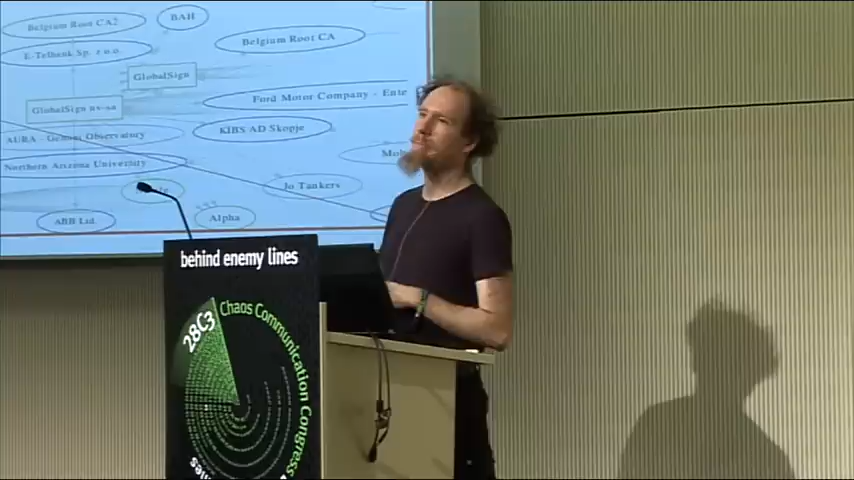 Belgium Root CA2
BAH
E-Telbank Sp. z o.o.
Belgium Root CA
GlobalSign
Ford Motor Company - Ente
GlobalSign nv-sa
KIBS AD Skopje
AURA - Gemini Observatory
Northern Arizona University
Jo Tankers
ABB Ltd.
Alpha
behind enemy lines
28C3
Chaos Communication Congress